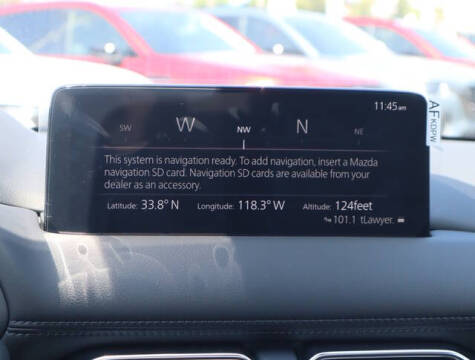 11:45am
SW W NW N NE
This system is navigation ready. To add navigation, insert a Mazda
navigation SD card. Navigation SD cards are available from your
dealer as an accessory.
Latitude: 33.8° N Longitude: 118.3° W Altitude: 124feet
101.1 tLawyer.
AFKDPW